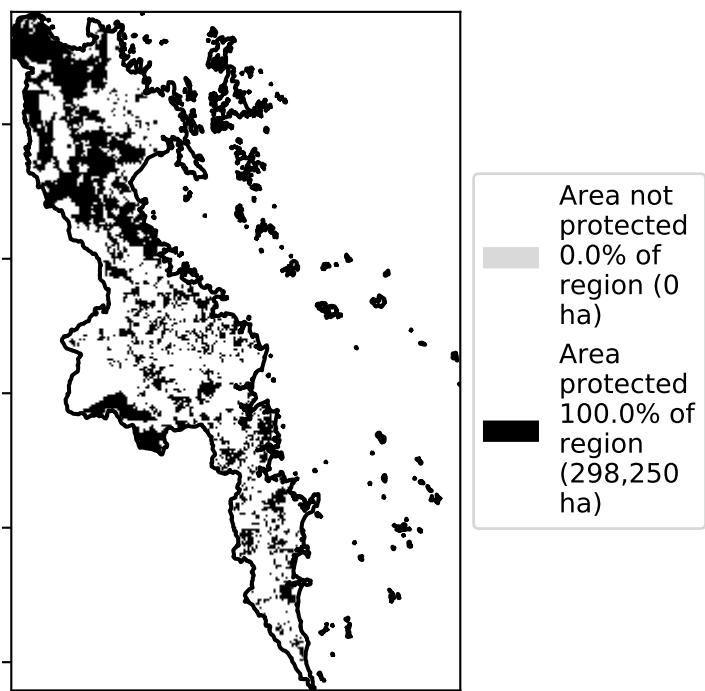 Area not
protected
0.0% of
region (0
ha)
Area
protected
100.0% of
region
(298,250
ha)